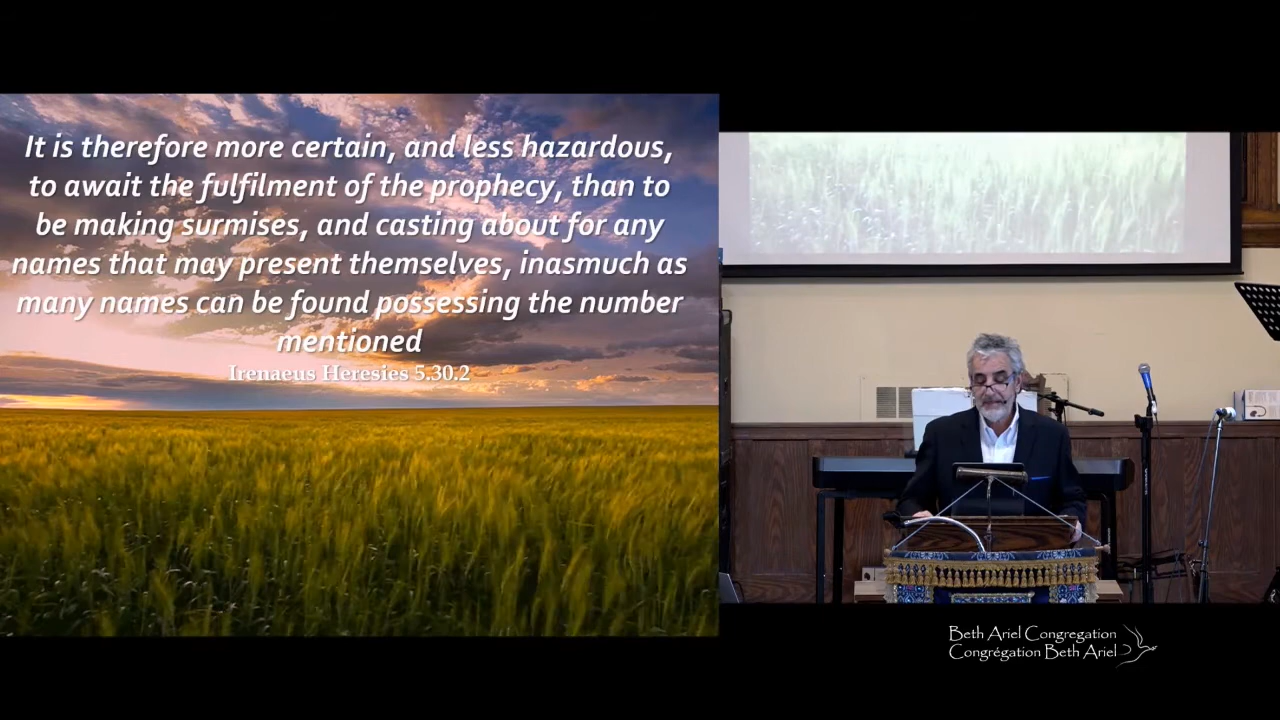 It is therefore more certain, and less hazardous,
to await the fulfilment of the prophecy, than to
be making surmises, and casting about for any
names that may present themselves, inasmuch as
many names can be found possessing the number
mentioned
Irenaeus Heresies 5.30.2
Beth Ariel Congregation
Congrégation Beth Ariel